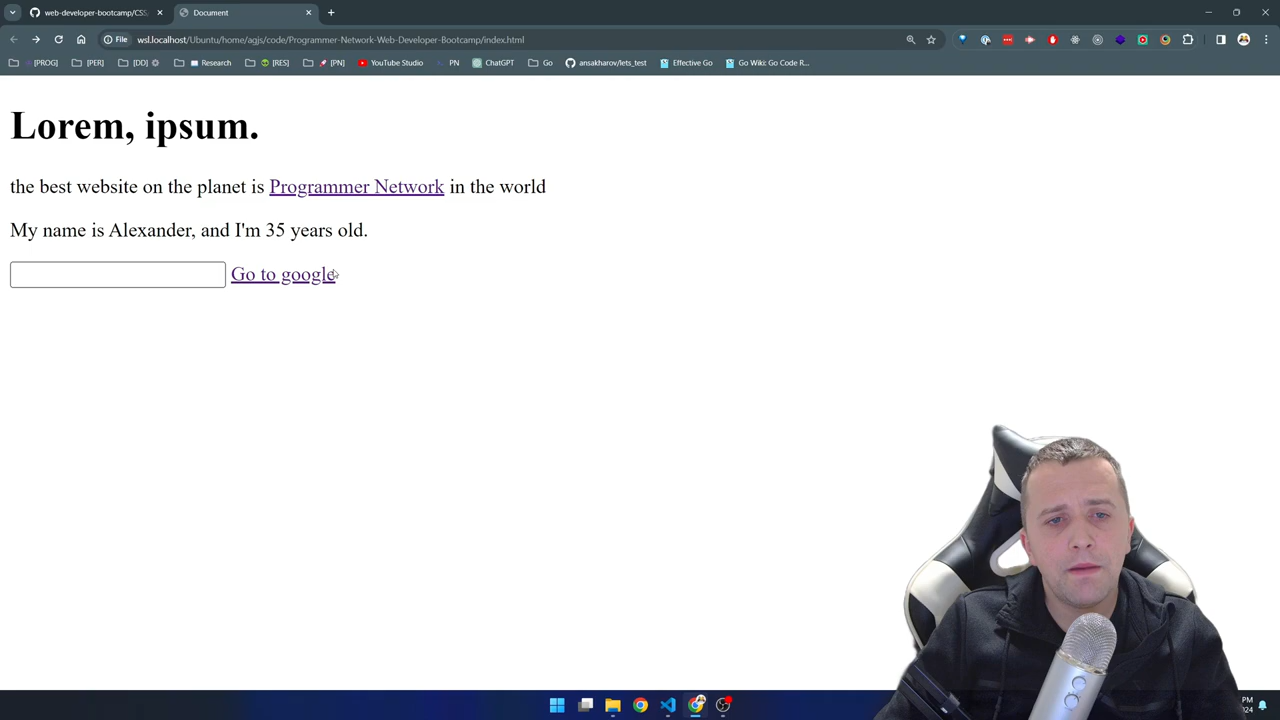 web-developer-bootcamp/CSS,
Document
File
wsl.localhost/Ubuntu/home/agjs/code/Programmer-Network-Web-Developer-Bootcamp/index.html
[PROG]
[PER]
[DD]
Research
[RES]
[PN]
YouTube Studio
PN
ChatGPT
Go
ansakharov/lets_test
Effective Go
Go Wiki: Go Code R...
Lorem, ipsum.
the best website on the planet is Programmer Network in the world
My name is Alexander, and I'm 35 years old.
Go to google
PM
24